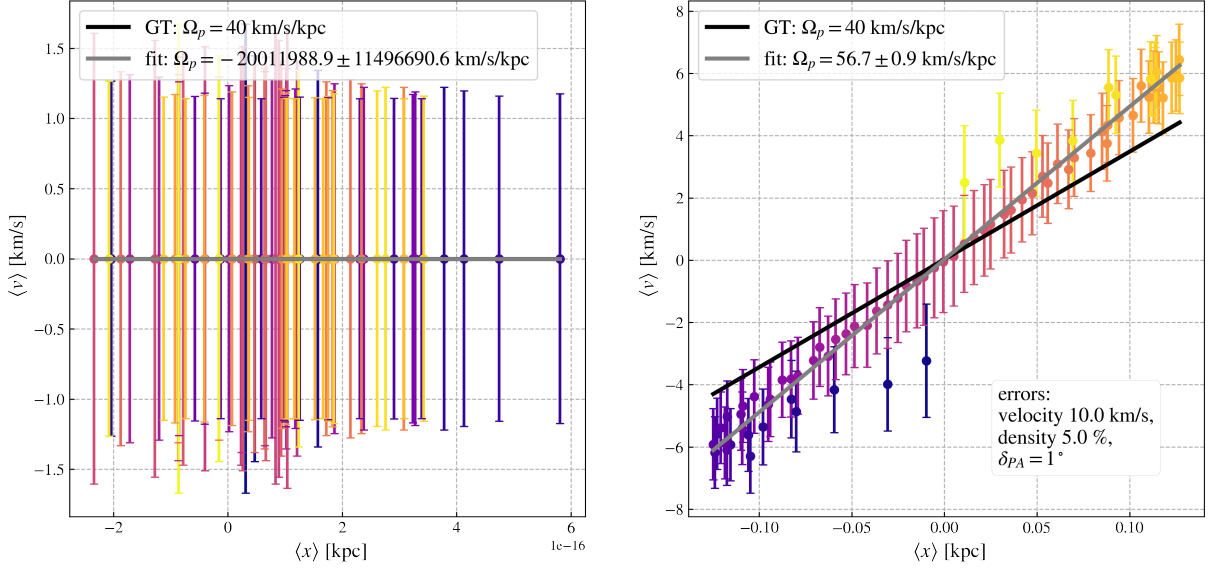 GT: Ω_p = 40 km/s/kpc
fit: Ω_p = −20011988.9 ± 11496690.6 km/s/kpc
1.5
1.0
0.5
0.0
−0.5
−1.0
−1.5
⟨v⟩ [km/s]
−2
0
2
4
6
1e−16
⟨x⟩ [kpc]
GT: Ω_p = 40 km/s/kpc
fit: Ω_p = 56.7 ± 0.9 km/s/kpc
8
6
4
2
0
−2
−4
−6
−8
⟨v⟩ [km/s]
errors:
velocity 10.0 km/s,
density 5.0 %,
δ_PA = 1°
−0.10
−0.05
0.00
0.05
0.10
⟨x⟩ [kpc]